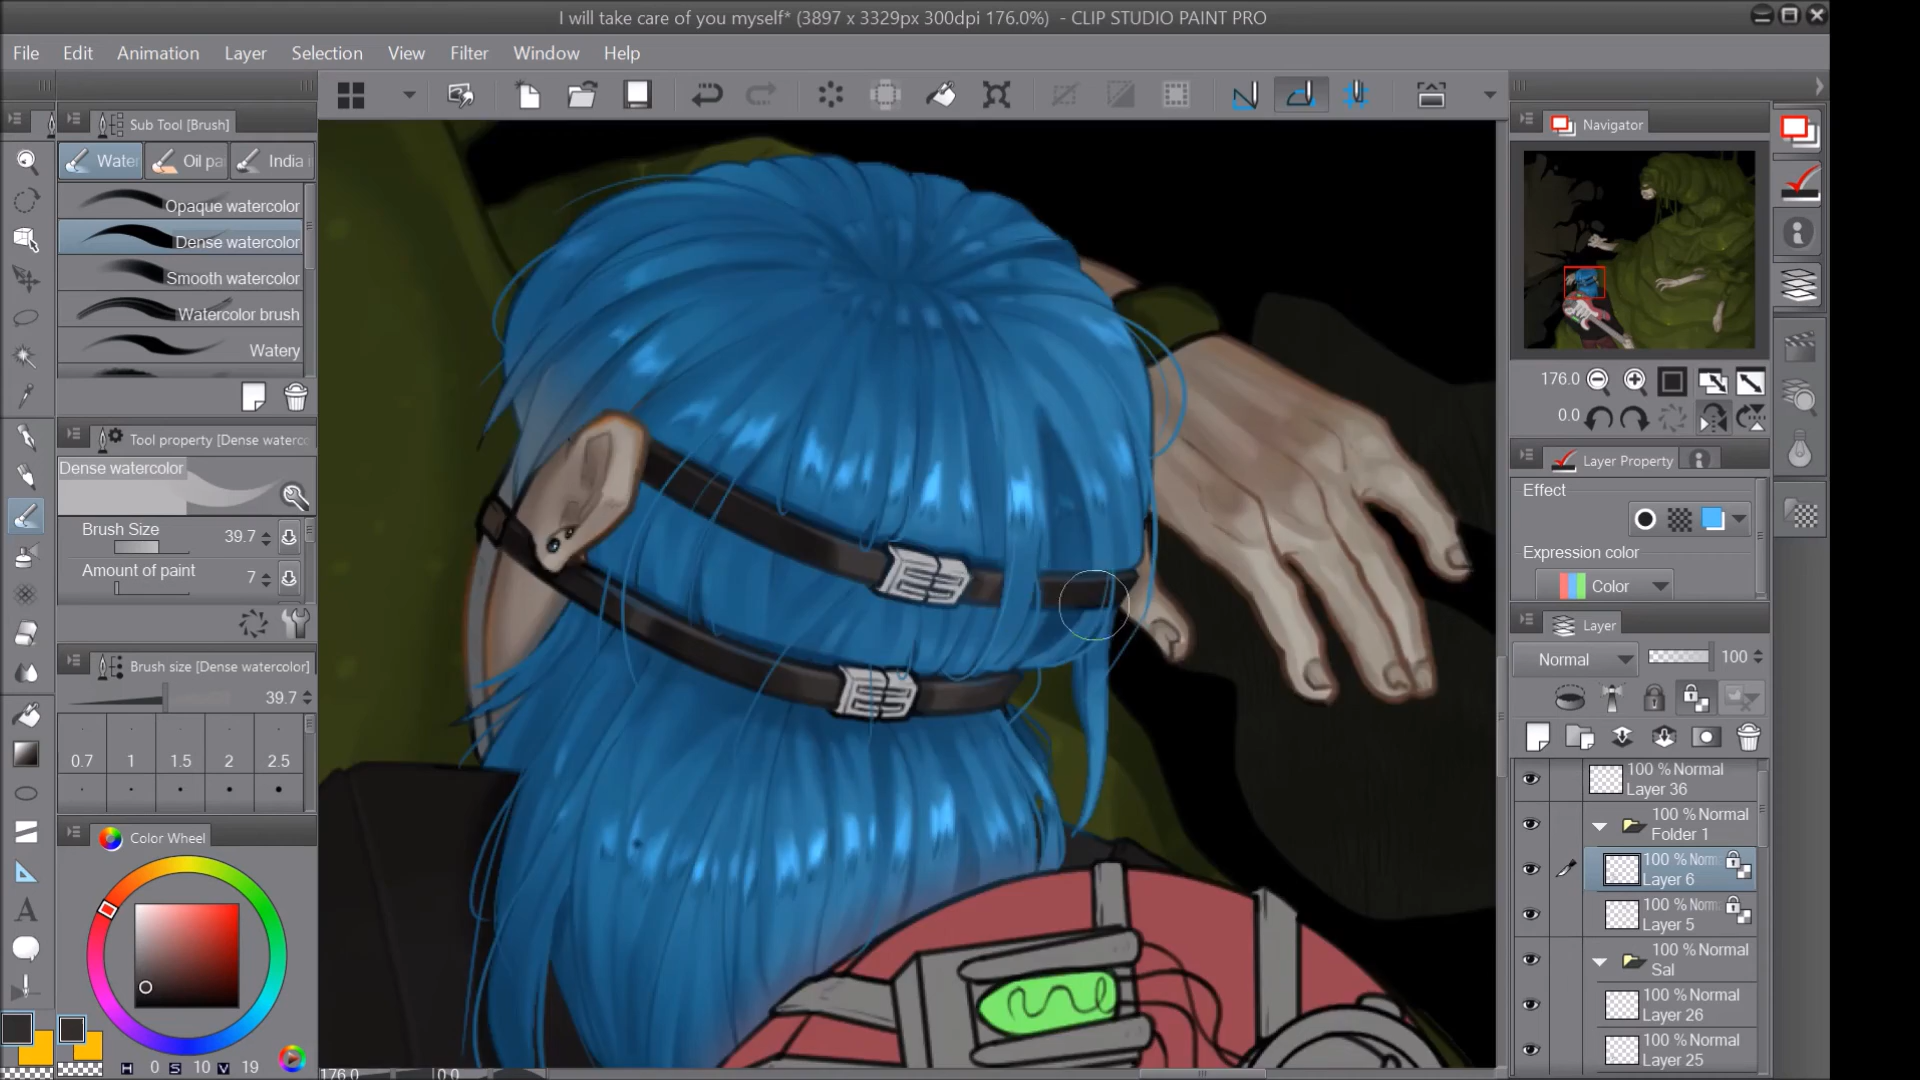 I will take care of you myself* (3897 x 3329px 300dpi 176.0%) - CLIP STUDIO PAINT PRO
File Edit Animation Layer Selection View Filter Window Help
Sub Tool [Brush]
Water Oil pa India
Opaque watercolor
Dense watercolor
Smooth watercolor
Watercolor brush
Watery
Tool property [Dense waterco
Dense watercolor
Brush Size 39.7
Amount of paint 7
Brush size [Dense watercolor]
39.7
0.7 1 1.5 2 2.5
Color Wheel
H 0 S 10 V 19
176.0 0.0
Navigator
176.0
0.0
Layer Property
Effect
Expression color
Color
Layer
Normal 100
100 % Normal
Layer 36
100 % Normal
Folder 1
100 % Norm
Layer 6
100 % Norm
Layer 5
100 % Normal
Sal
100 % Normal
Layer 26
100 % Normal
Layer 25